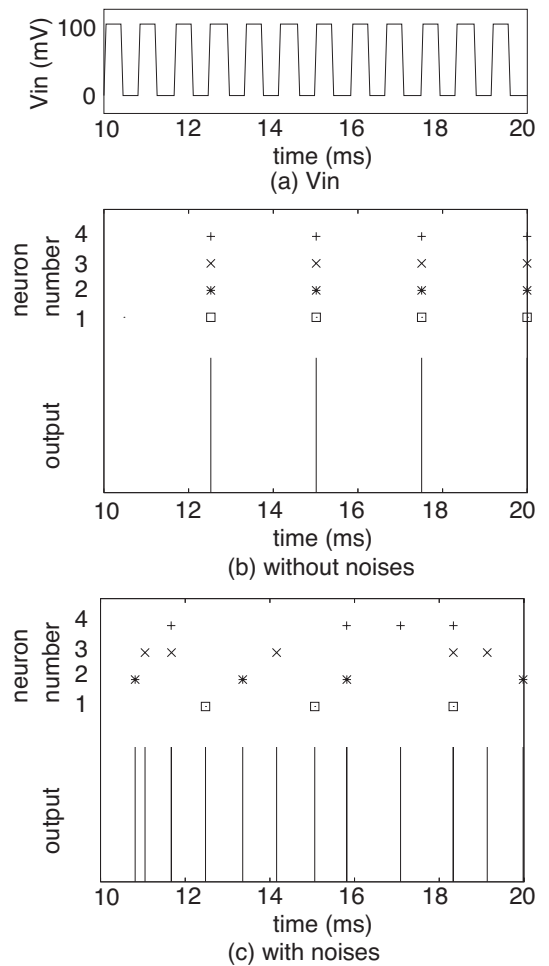 Vin (mV)
100
0
10 12 14 16 18 20
time (ms)
(a) Vin
neuron number
4
3
2
1
output
10 12 14 16 18 20
time (ms)
(b) without noises
neuron number
4
3
2
1
output
10 12 14 16 18 20
time (ms)
(c) with noises